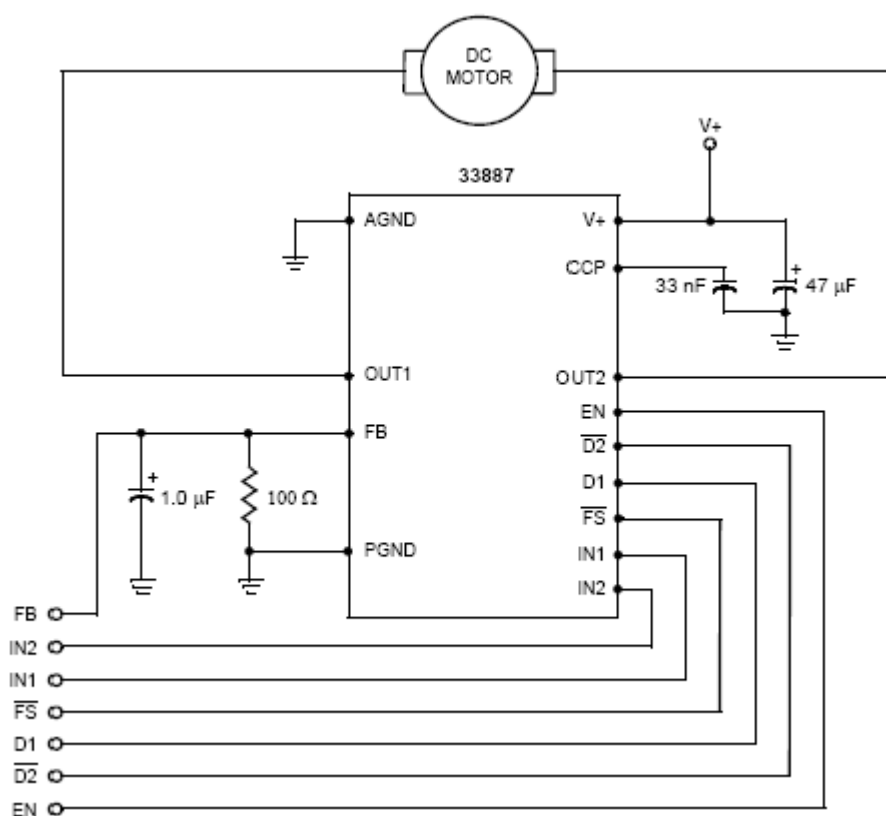 DC
MOTOR
V+
33887
AGND
V+
CCP
33 nF
+
47 µF
OUT1
OUT2
EN
FB
D2
+
1.0 µF
100 Ω
D1
FS
PGND
IN1
IN2
FB
IN2
IN1
FS
D1
D2
EN